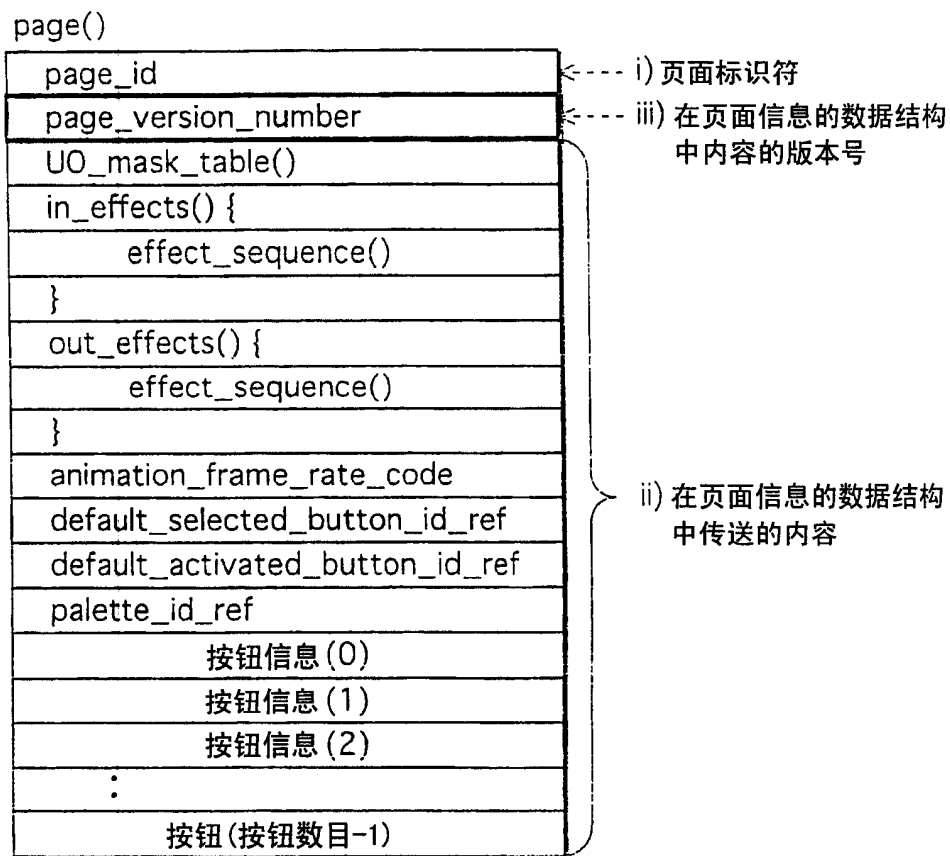 page()
page_id
i) 页面标识符
page_version_number
iii) 在页面信息的数据结构
中内容的版本号
UO_mask_table()
in_effects() {
effect_sequence()
}
out_effects() {
effect_sequence()
}
animation_frame_rate_code
default_selected_button_id_ref
ii) 在页面信息的数据结构
中传送的内容
default_activated_button_id_ref
palette_id_ref
按钮信息(0)
按钮信息(1)
按钮信息(2)
:
按钮(按钮数目-1)